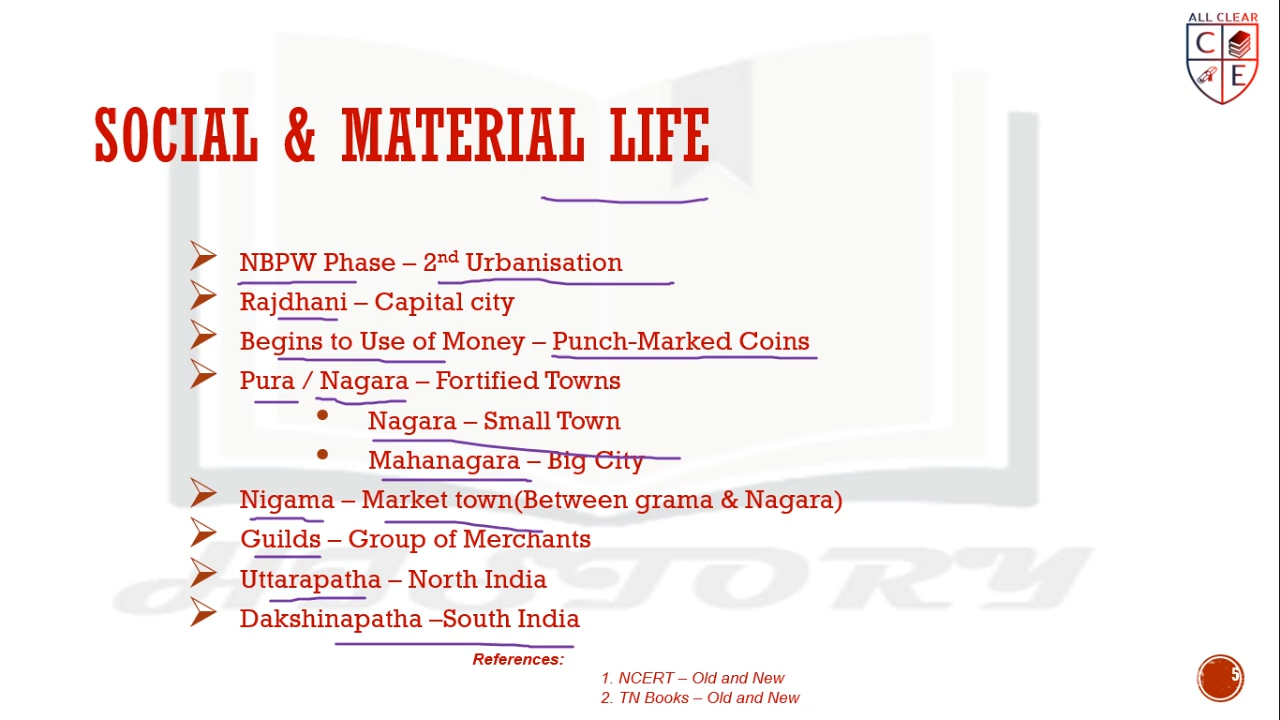 ALL CLEAR
C
E
SOCIAL & MATERIAL LIFE
NBPW Phase – 2nd Urbanisation
Rajdhani – Capital city
Begins to Use of Money – Punch-Marked Coins
Pura / Nagara – Fortified Towns
Nagara – Small Town
Mahanagara – Big City
Nigama – Market town(Between grama & Nagara)
Guilds – Group of Merchants
Uttarapatha – North India
Dakshinapatha –South India
HISTORY
References:
1. NCERT – Old and New
2. TN Books – Old and New
5